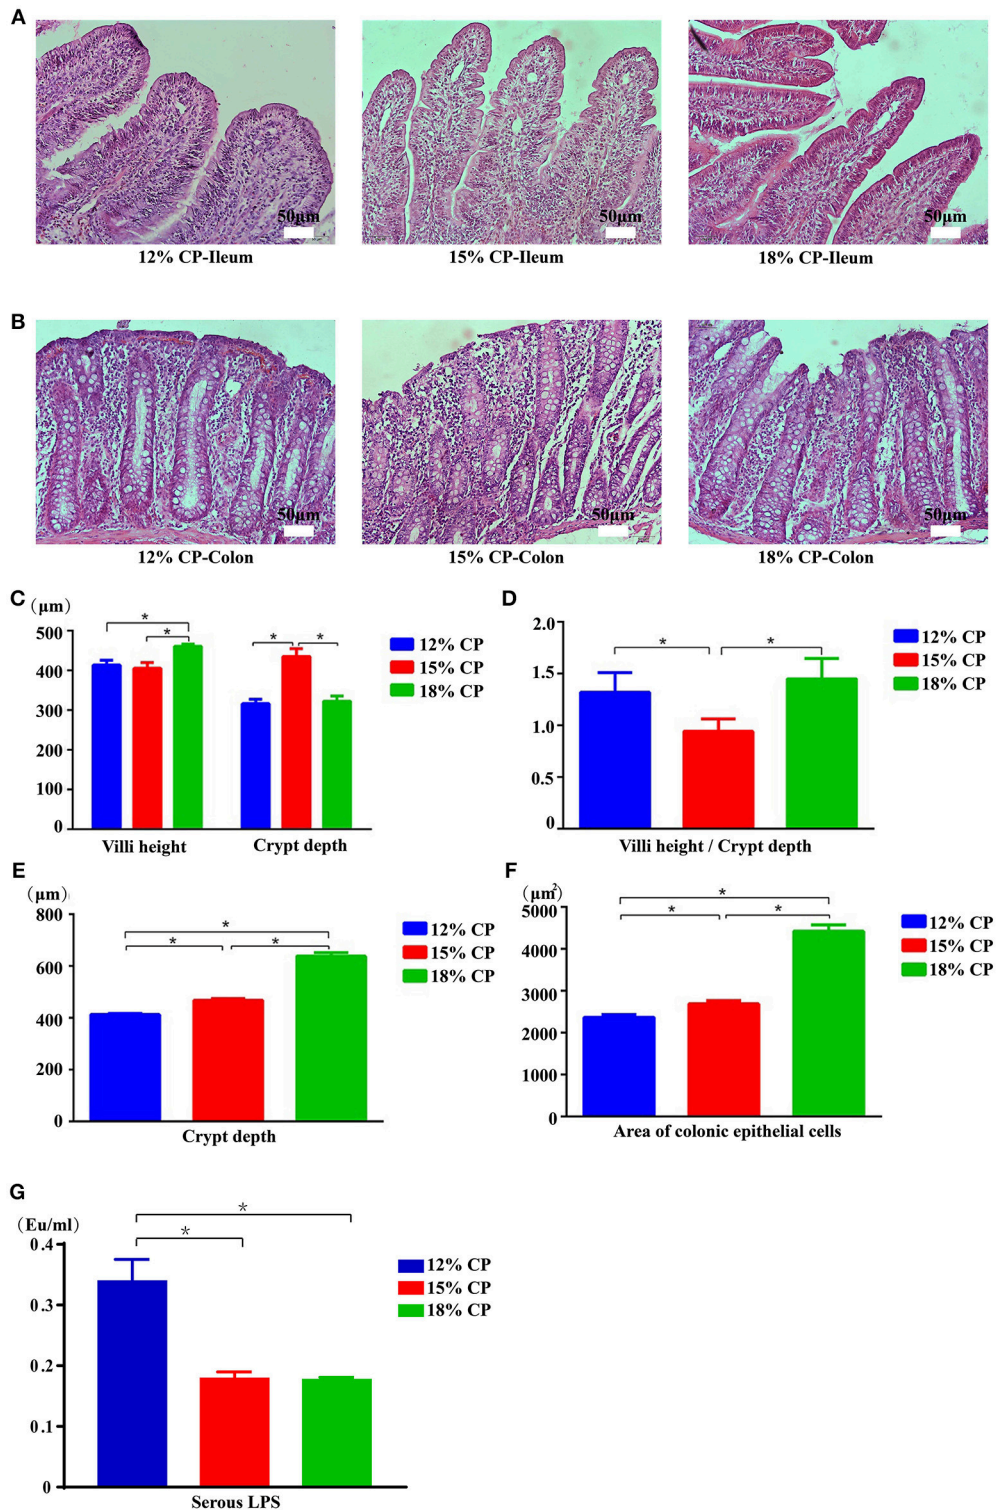 A
50μm
50μm
50μm
12% CP-Ileum
15% CP-Ileum
18% CP-Ileum
B
50μm
50μm
50μm
12% CP-Colon
15% CP-Colon
18% CP-Colon
C
(μm)
500
400
300
200
100
0
*
*
*
*
Villi height
Crypt depth
12% CP
15% CP
18% CP
D
2.0
1.5
1.0
0.5
0
*
*
Villi height / Crypt depth
12% CP
15% CP
18% CP
E
(μm)
800
600
400
200
0
*
*
*
Crypt depth
12% CP
15% CP
18% CP
F
(μm²)
5000
4000
3000
2000
1000
0
*
*
*
Area of colonic epithelial cells
12% CP
15% CP
18% CP
G
(Eu/ml)
0.4
0.3
0.2
0.1
0
*
*
Serous LPS
12% CP
15% CP
18% CP